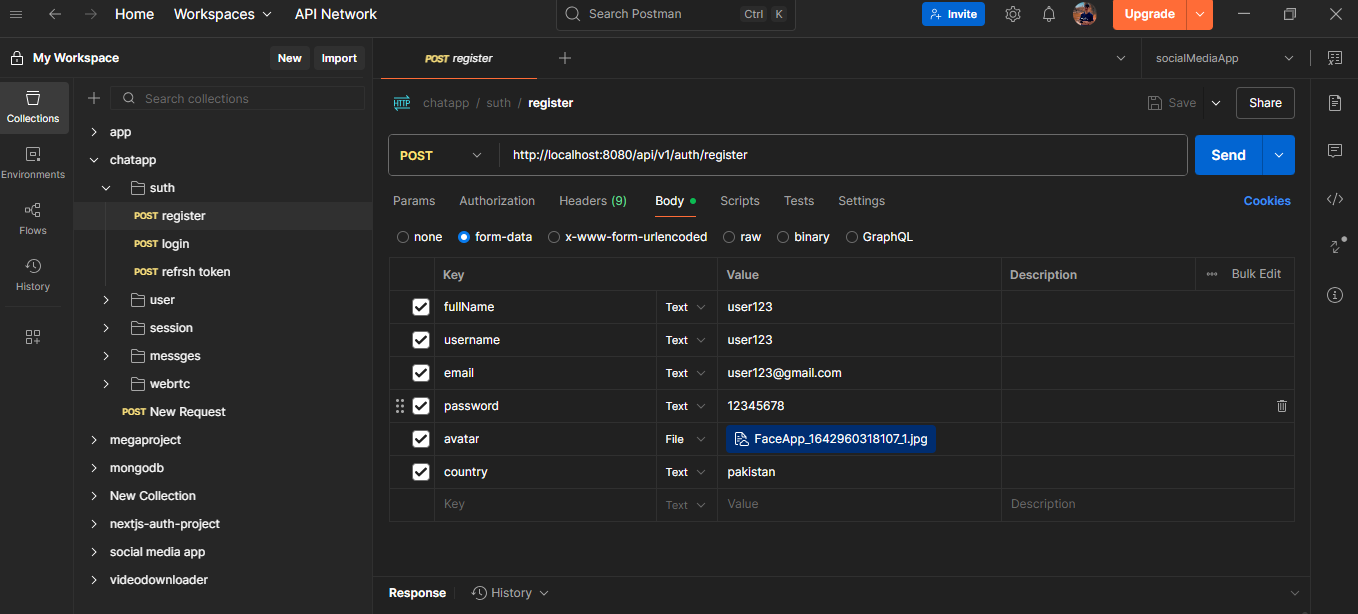 Home Workspaces API Network Search Postman Ctrl K Invite Upgrade
My Workspace New Import POST register socialMediaApp
Collections
Environments
Flows
History
Search collections
app
chatapp
suth
POST register
POST login
POST refrsh token
user
session
messges
webrtc
POST New Request
megaproject
mongodb
New Collection
nextjs-auth-project
social media app
videodownloader
HTTP chatapp / suth / register Save Share
POST http://localhost:8080/api/v1/auth/register Send
Params Authorization Headers (9) Body Scripts Tests Settings Cookies
none form-data x-www-form-urlencoded raw binary GraphQL
Key Value Description Bulk Edit
fullName Text user123
username Text user123
email Text user123@gmail.com
password Text 12345678
avatar File FaceApp_1642960318107_1.jpg
country Text pakistan
Key Text Value Description
Response History